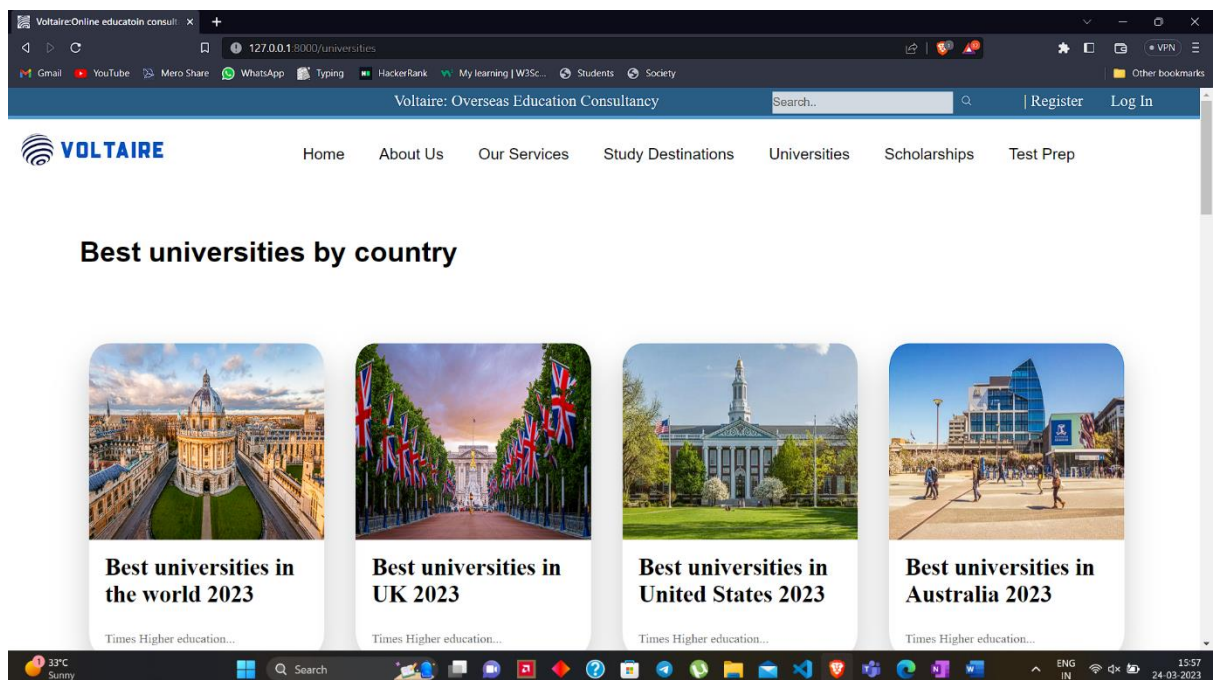 Voltaire:Online educatoin consult
127.0.0.1:8000/universities
VPN
Gmail YouTube Mero Share WhatsApp Typing HackerRank My learning | W3Sc... Students Society Other bookmarks
Voltaire: Overseas Education Consultancy Search.. | Register Log In
VOLTAIRE Home About Us Our Services Study Destinations Universities Scholarships Test Prep
Best universities by country
Best universities in
the world 2023
Times Higher education...
Best universities in
UK 2023
Times Higher education...
Best universities in
United States 2023
Times Higher education...
Best universities in
Australia 2023
Times Higher education...
1 33°C
Sunny
Search
ENG
IN
15:57
24-03-2023